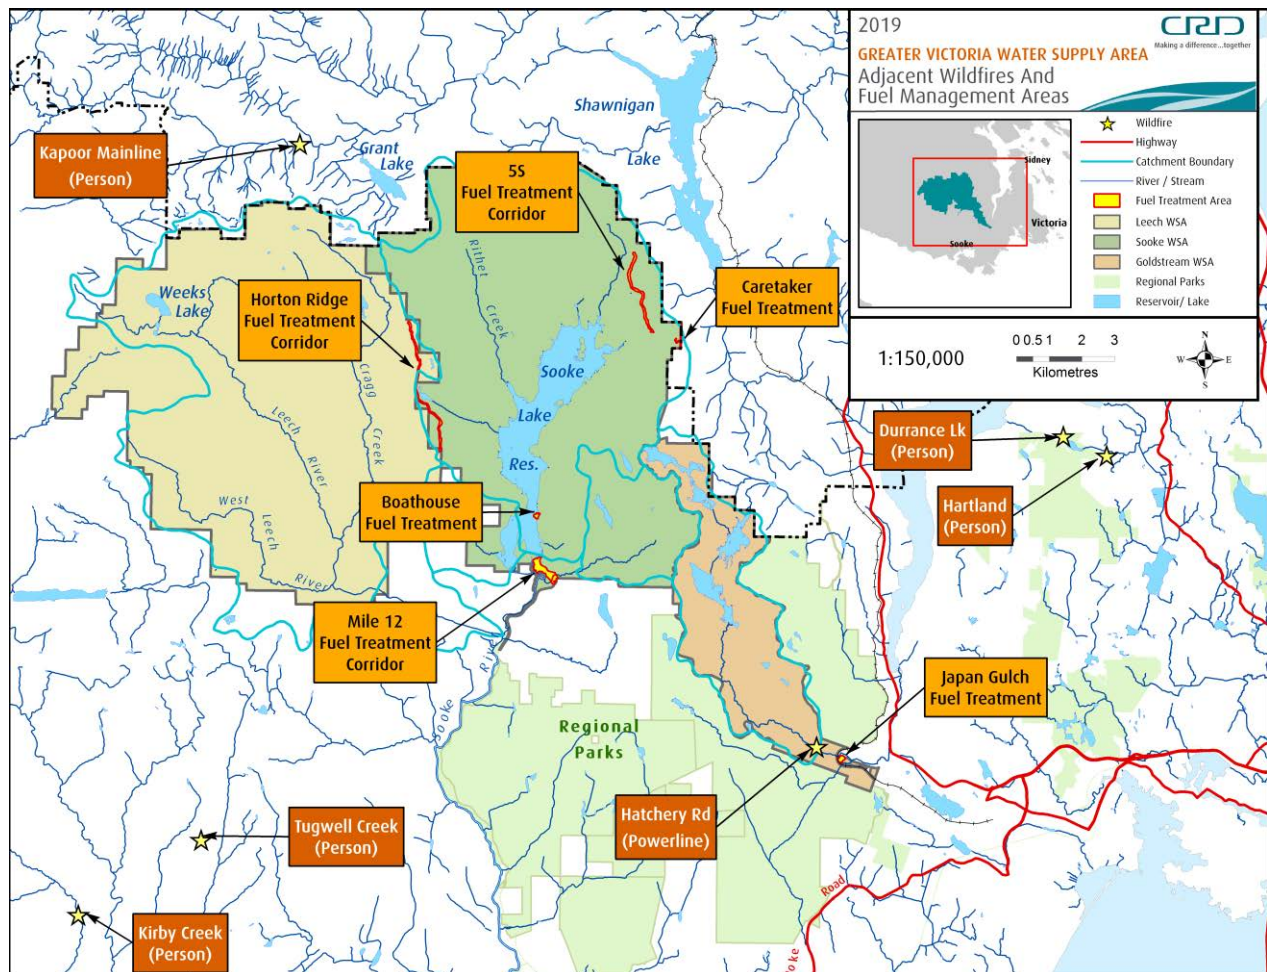 2019
CRD
Making a difference...together
GREATER VICTORIA WATER SUPPLY AREA
Adjacent Wildfires And
Fuel Management Areas
Sidney
Victoria
Sooke
Wildfire
Highway
Catchment Boundary
River / Stream
Fuel Treatment Area
Leech WSA
Sooke WSA
Goldstream WSA
Regional Parks
Reservoir/ Lake
1:150,000
0 0.5 1 2 3
Kilometres
N
W E
S
Kapoor Mainline
(Person)
Grant
Lake
Shawnigan
Lake
5S
Fuel Treatment
Corridor
Rithet
Creek
Weeks
Lake
Horton Ridge
Fuel Treatment
Corridor
Caretaker
Fuel Treatment
Cragg
Creek
Sooke
Lake
Res.
Leech
River
West
Leech
River
Boathouse
Fuel Treatment
Durrance Lk
(Person)
Hartland
(Person)
Mile 12
Fuel Treatment
Corridor
Sooke
River
Japan Gulch
Fuel Treatment
Regional
Parks
Hatchery Rd
(Powerline)
Tugwell Creek
(Person)
Kirby Creek
(Person)
Sooke
Road